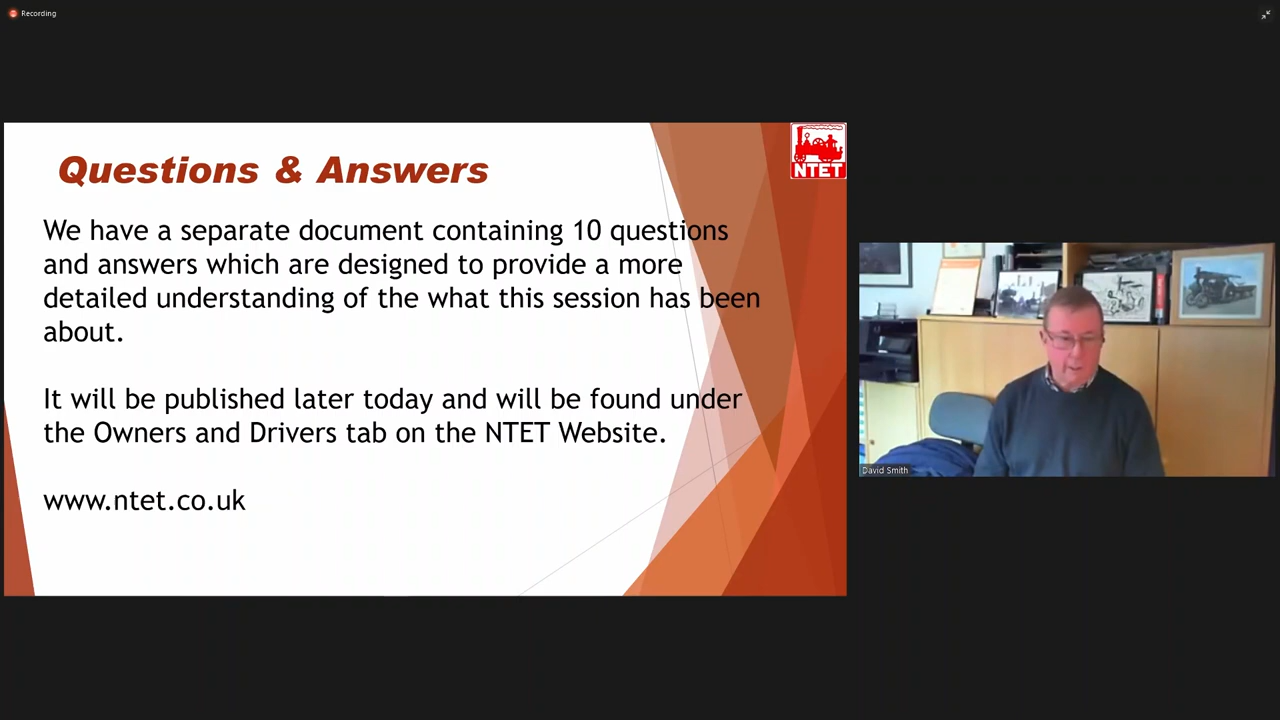 Recording
Questions & Answers
NTET
We have a separate document containing 10 questions
and answers which are designed to provide a more
detailed understanding of the what this session has been
about.
It will be published later today and will be found under
the Owners and Drivers tab on the NTET Website.
www.ntet.co.uk
David Smith